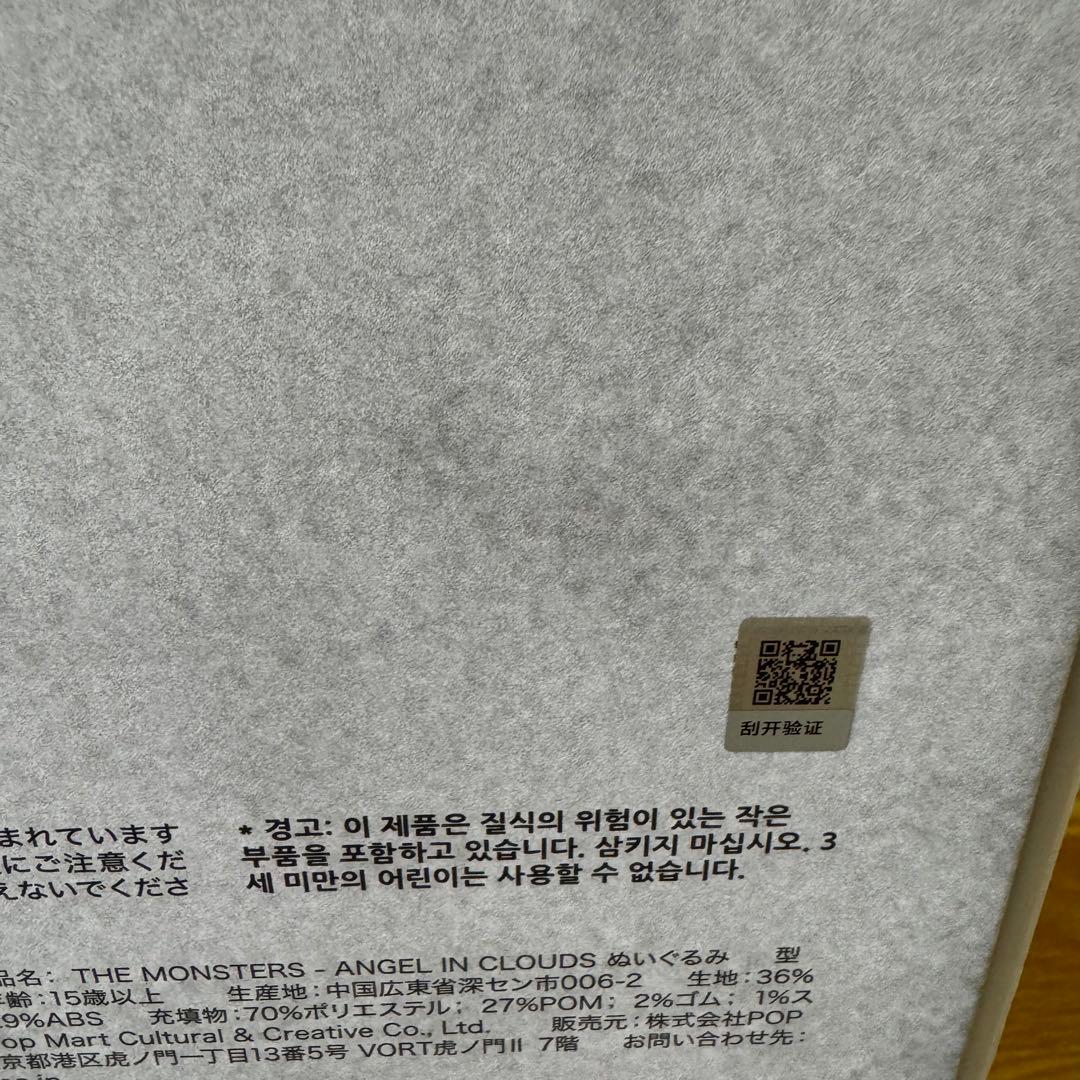 刮开验证
まれています
にご注意くだ
えないでくださ
* 경고: 이 제품은 질식의 위험이 있는 작은
부품을 포함하고 있습니다. 삼키지 마십시오. 3
세 미만의 어린이는 사용할 수 없습니다.
品名: THE MONSTERS - ANGEL IN CLOUDS ぬいぐるみ 型
年齢:15歳以上 生産地:中国広東省深セン市006-2 生地:36%
9%ABS 充填物:70%ポリエステル; 27%POM; 2%ゴム; 1%ス
op Mart Cultural & Creative Co., Ltd. 販売元:株式会社POP
京都港区虎ノ門一丁目13番5号 VORT虎ノ門II 7階 お問い合わせ先: